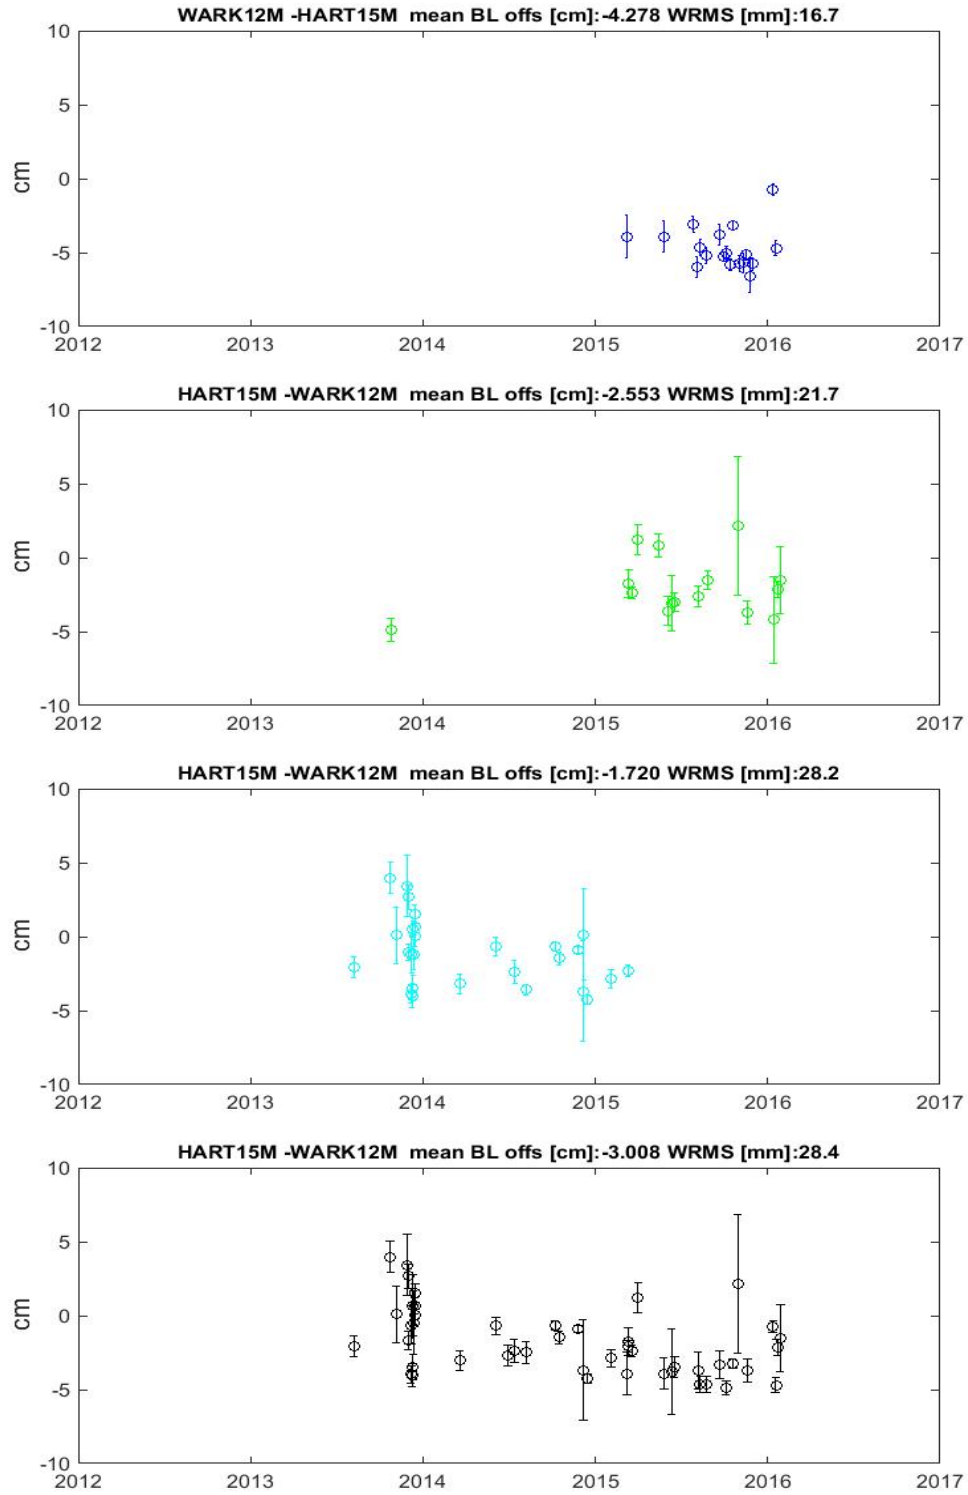 WARK12M -HART15M mean BL offs [cm]:-4.278 WRMS [mm]:16.7
10
5
0
-5
-10
cm
2012 2013 2014 2015 2016 2017
HART15M -WARK12M mean BL offs [cm]:-2.553 WRMS [mm]:21.7
10
5
0
-5
-10
cm
2012 2013 2014 2015 2016 2017
HART15M -WARK12M mean BL offs [cm]:-1.720 WRMS [mm]:28.2
10
5
0
-5
-10
cm
2012 2013 2014 2015 2016 2017
HART15M -WARK12M mean BL offs [cm]:-3.008 WRMS [mm]:28.4
10
5
0
-5
-10
cm
2012 2013 2014 2015 2016 2017